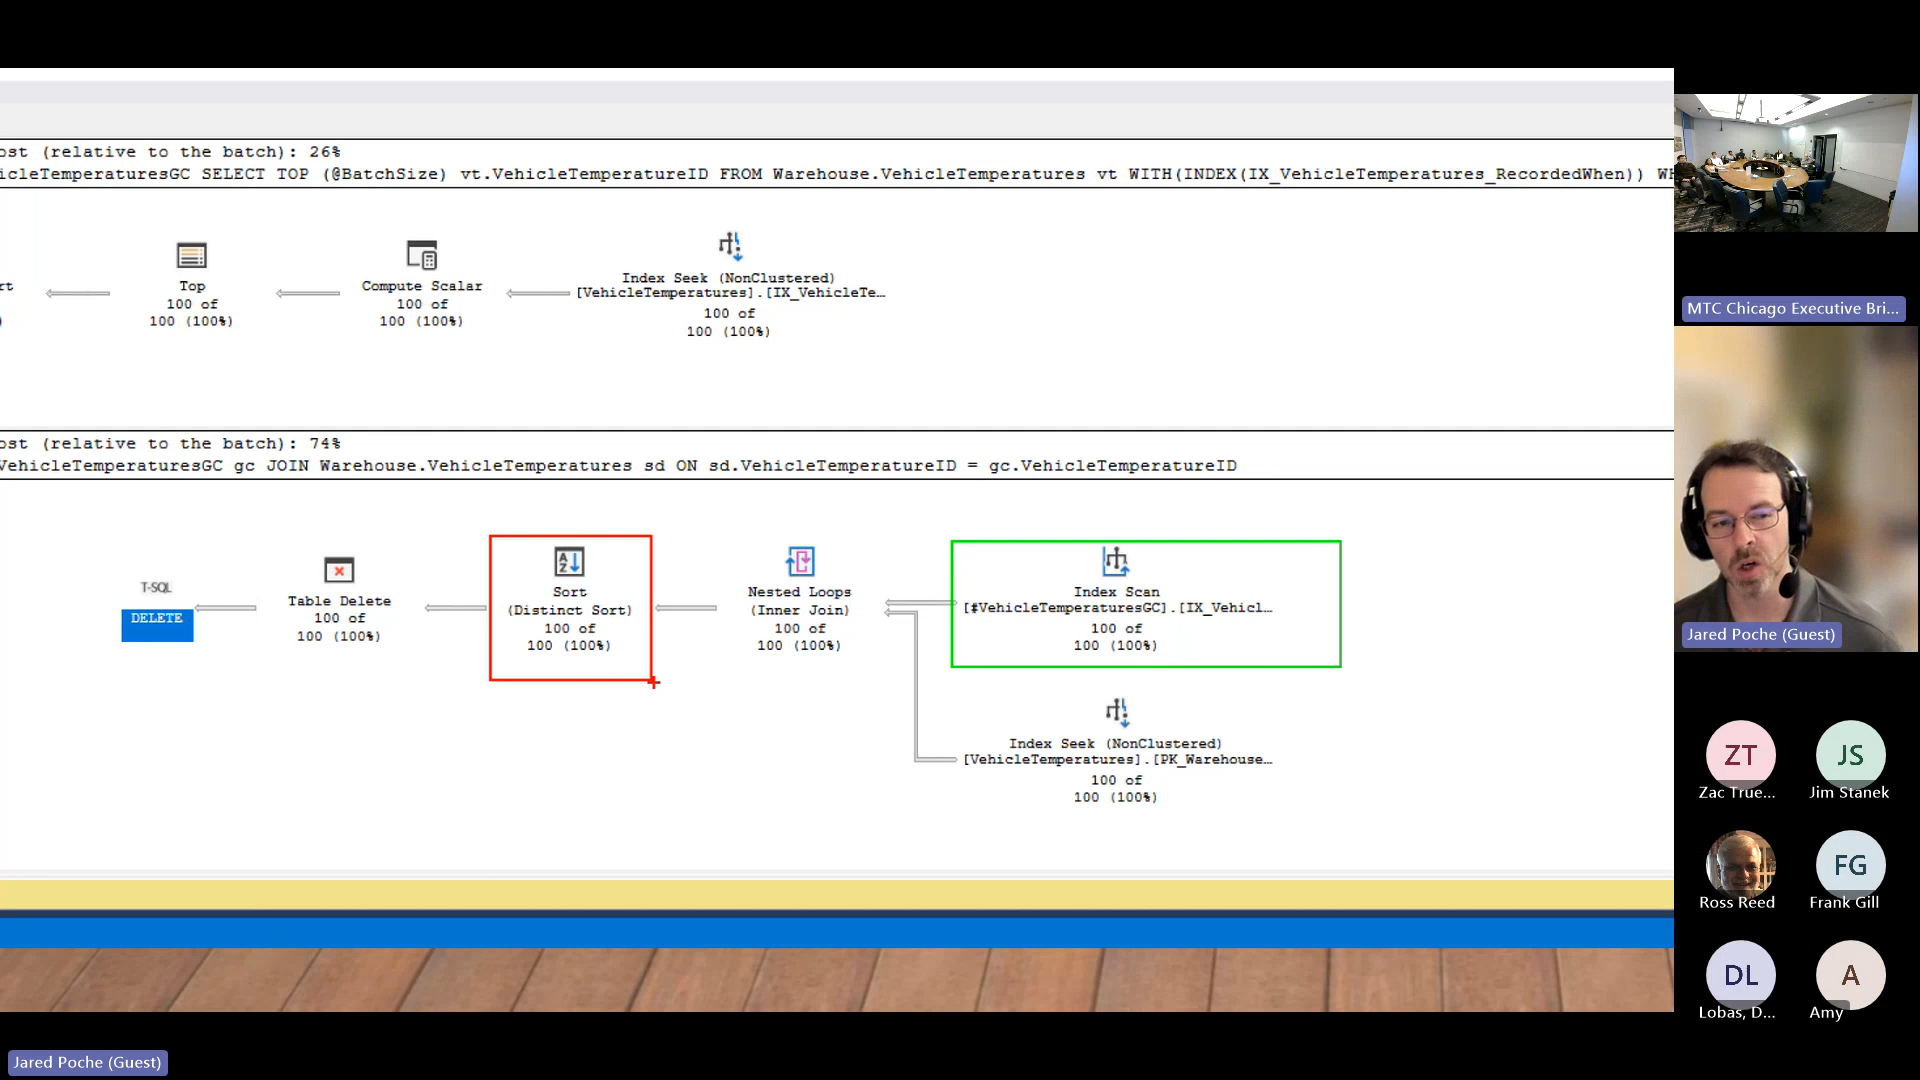 ost (relative to the batch): 26%
icleTemperaturesGC SELECT TOP (@BatchSize) vt.VehicleTemperatureID FROM Warehouse.VehicleTemperatures vt WITH(INDEX(IX_VehicleTemperatures_RecordedWhen)) WH
rt
)
Top
100 of
100 (100%)
Compute Scalar
100 of
100 (100%)
Index Seek (NonClustered)
[VehicleTemperatures].[IX_VehicleTe…
100 of
100 (100%)
ost (relative to the batch): 74%
VehicleTemperaturesGC gc JOIN Warehouse.VehicleTemperatures sd ON sd.VehicleTemperatureID = gc.VehicleTemperatureID
T-SQL
DELETE
Table Delete
100 of
100 (100%)
Sort
(Distinct Sort)
100 of
100 (100%)
Nested Loops
(Inner Join)
100 of
100 (100%)
Index Scan
[#VehicleTemperaturesGC].[IX_Vehicl…
100 of
100 (100%)
Index Seek (NonClustered)
[VehicleTemperatures].[PK_Warehouse…
100 of
100 (100%)
MTC Chicago Executive Bri...
Jared Poche (Guest)
ZT
Zac True...
JS
Jim Stanek
Ross Reed
FG
Frank Gill
DL
Lobas, D...
A
Amy
Jared Poche (Guest)